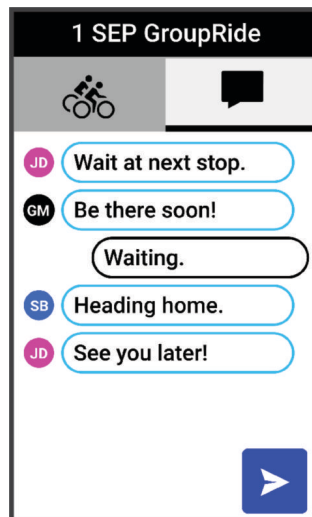 1 SEP GroupRide
JD Wait at next stop.
GM Be there soon!
Waiting.
SB Heading home.
JD See you later!